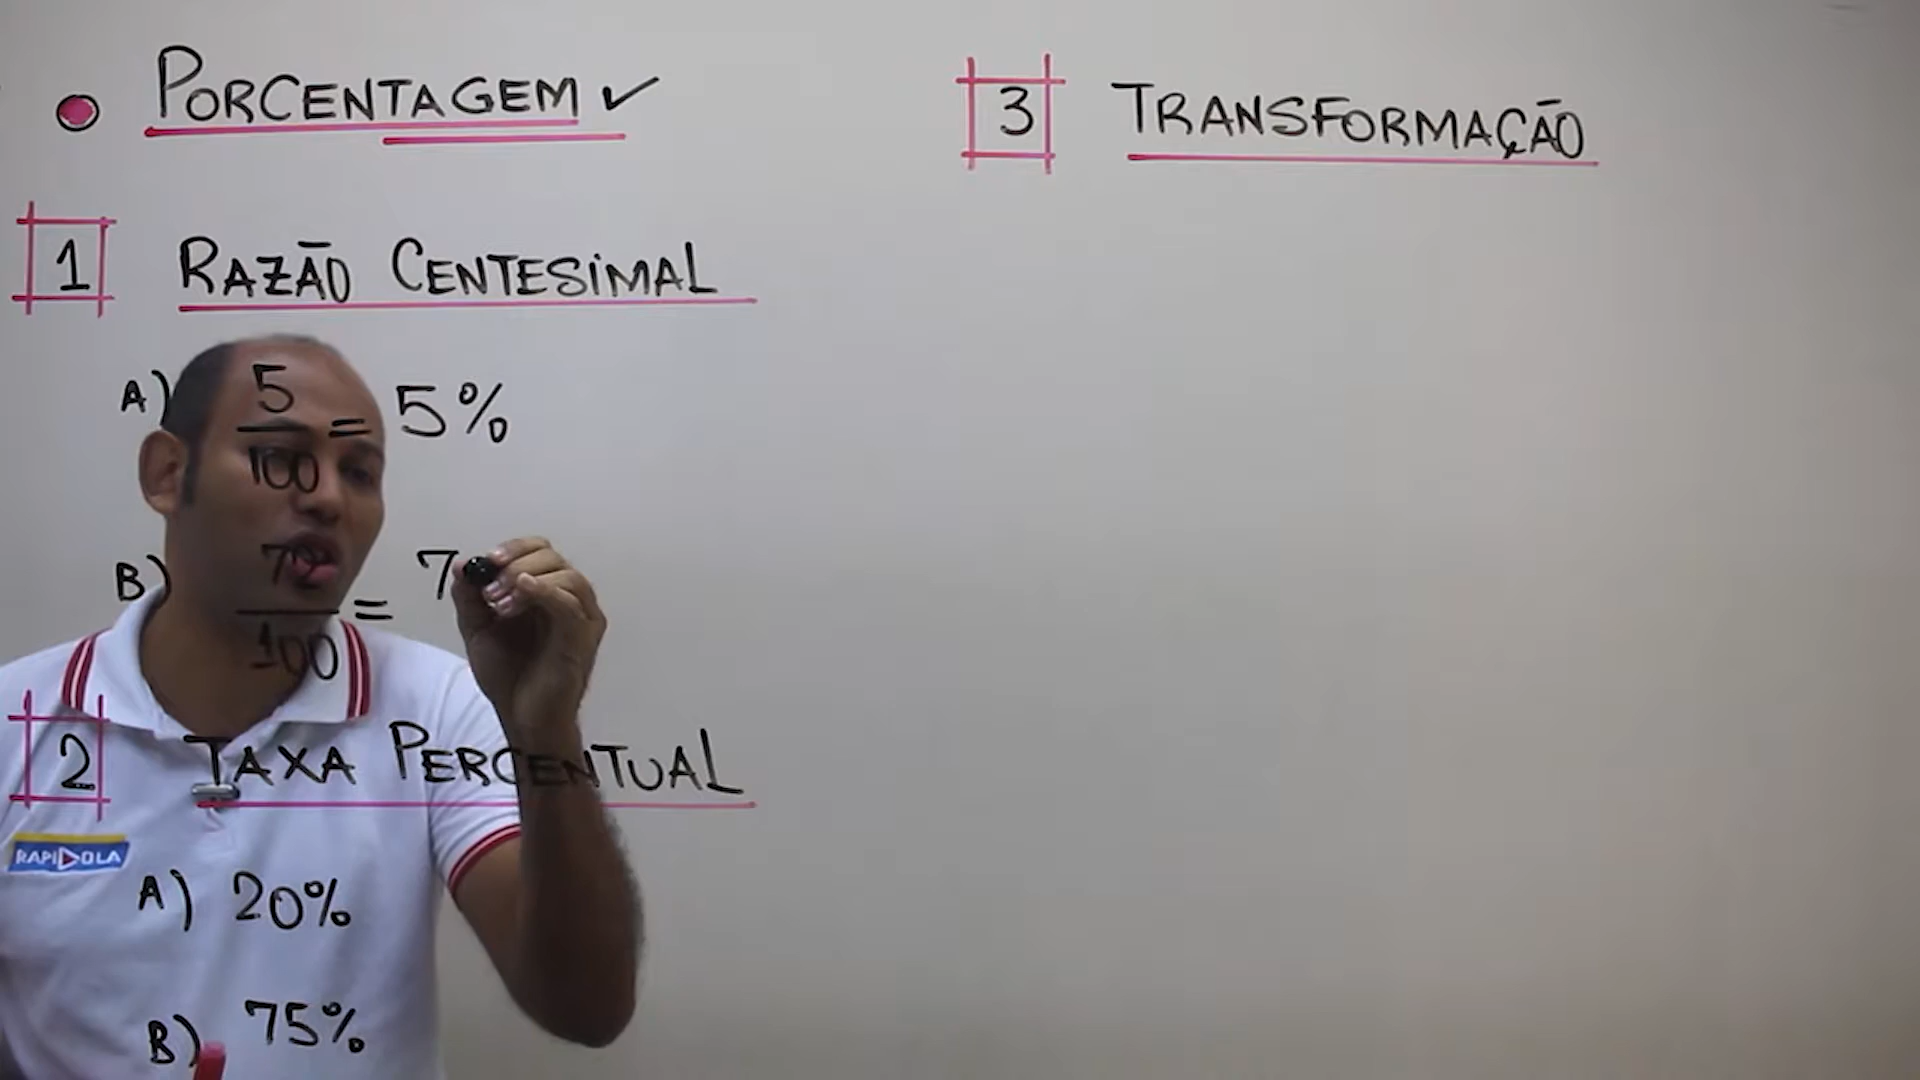 PORCENTAGEM ✓
1 RAZÃO CENTESIMAL
A) 5/100 = 5%
B) /100 = 7
2 TAXA PERCENTUAL
A) 20%
B) 75%
3 TRANSFORMAÇÃO
RAPIDOLA